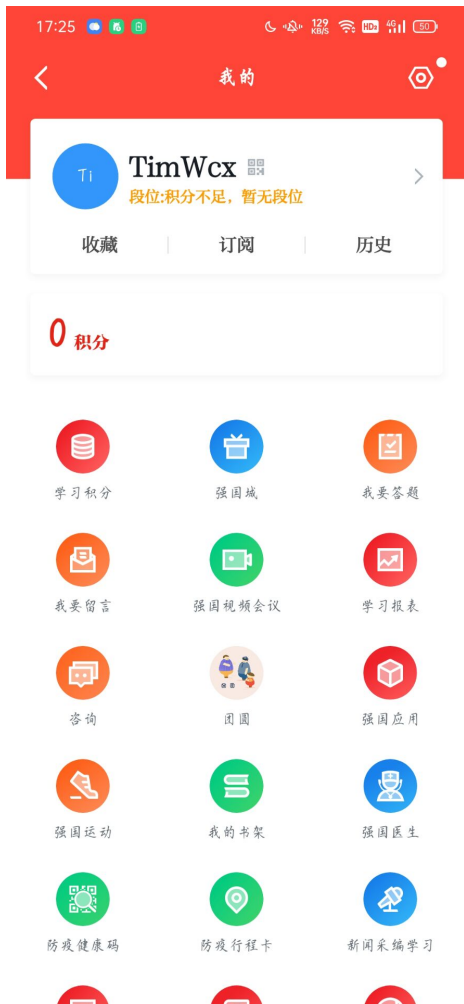 17:25 129 KB/S HD 4G 50
我的
Ti
TimWcx
段位:积分不足，暂无段位
收藏 订阅 历史
0 积分
学习积分 强国城 我要答题
我要留言 强国视频会议 学习报表
咨询 团圆 强国应用
强国运动 我的书架 强国医生
防疫健康码 防疫行程卡 新闻采编学习